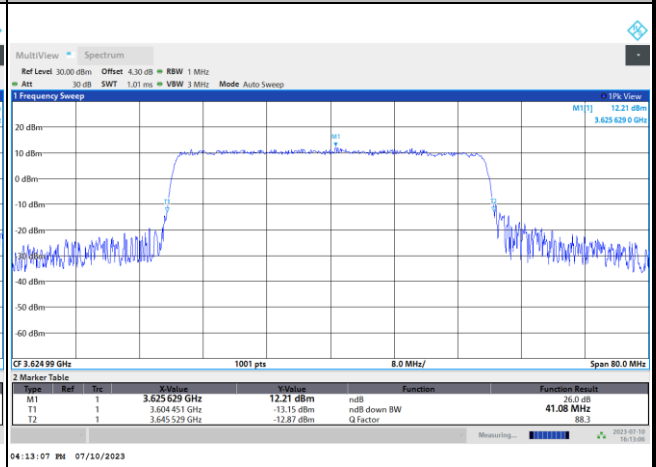 MultiView Spectrum
Ref Level 30.00 dBm Offset 4.30 dB RBW 1 MHz
Att 30 dB SWT 1.01 ms VBW 3 MHz Mode Auto Sweep
1 Frequency Sweep 1Pk View
M1[1] 12.21 dBm
3.625 629 0 GHz
20 dBm
M1
10 dBm
0 dBm
-10 dBm
T1 T2
-20 dBm
-30 dBm
-40 dBm
-50 dBm
-60 dBm
CF 3.624 99 GHz 1001 pts 8.0 MHz/ Span 80.0 MHz
2 Marker Table
Type Ref Trc X-Value Y-Value Function Function Result
M1 1 3.625 629 GHz 12.21 dBm ndB 26.0 dB
T1 1 3.604 451 GHz -13.15 dBm ndB down BW 41.08 MHz
T2 1 3.645 529 GHz -12.87 dBm Q Factor 88.3
Measuring... 2023-07-10
16:13:06
04:13:07 PM 07/10/2023